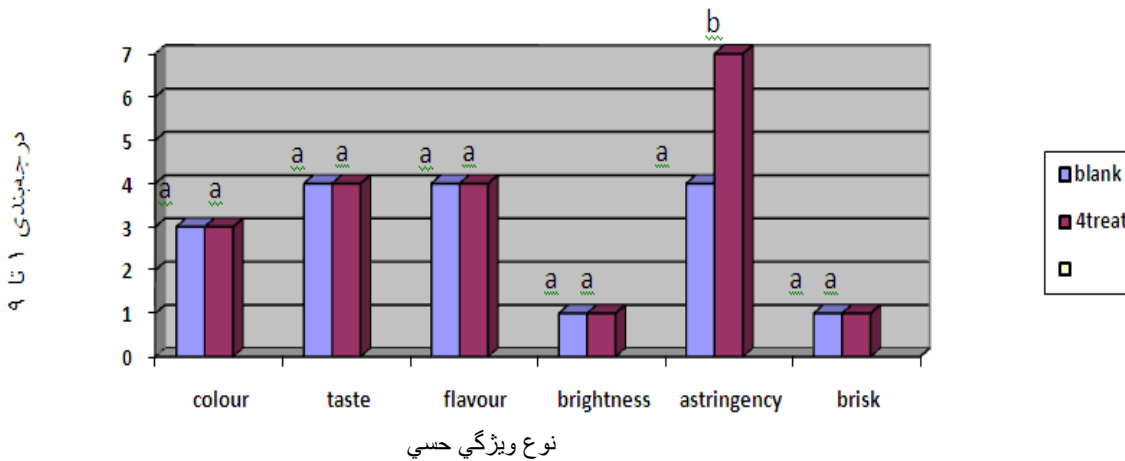 b
7
6
5
a a a a a
4
a a
3
2
a a a a
1
0
colour taste flavour brightness astringency brisk
نوع ويژگي حسي
درجه‌بندی ۱ تا ۹
blank
4treat